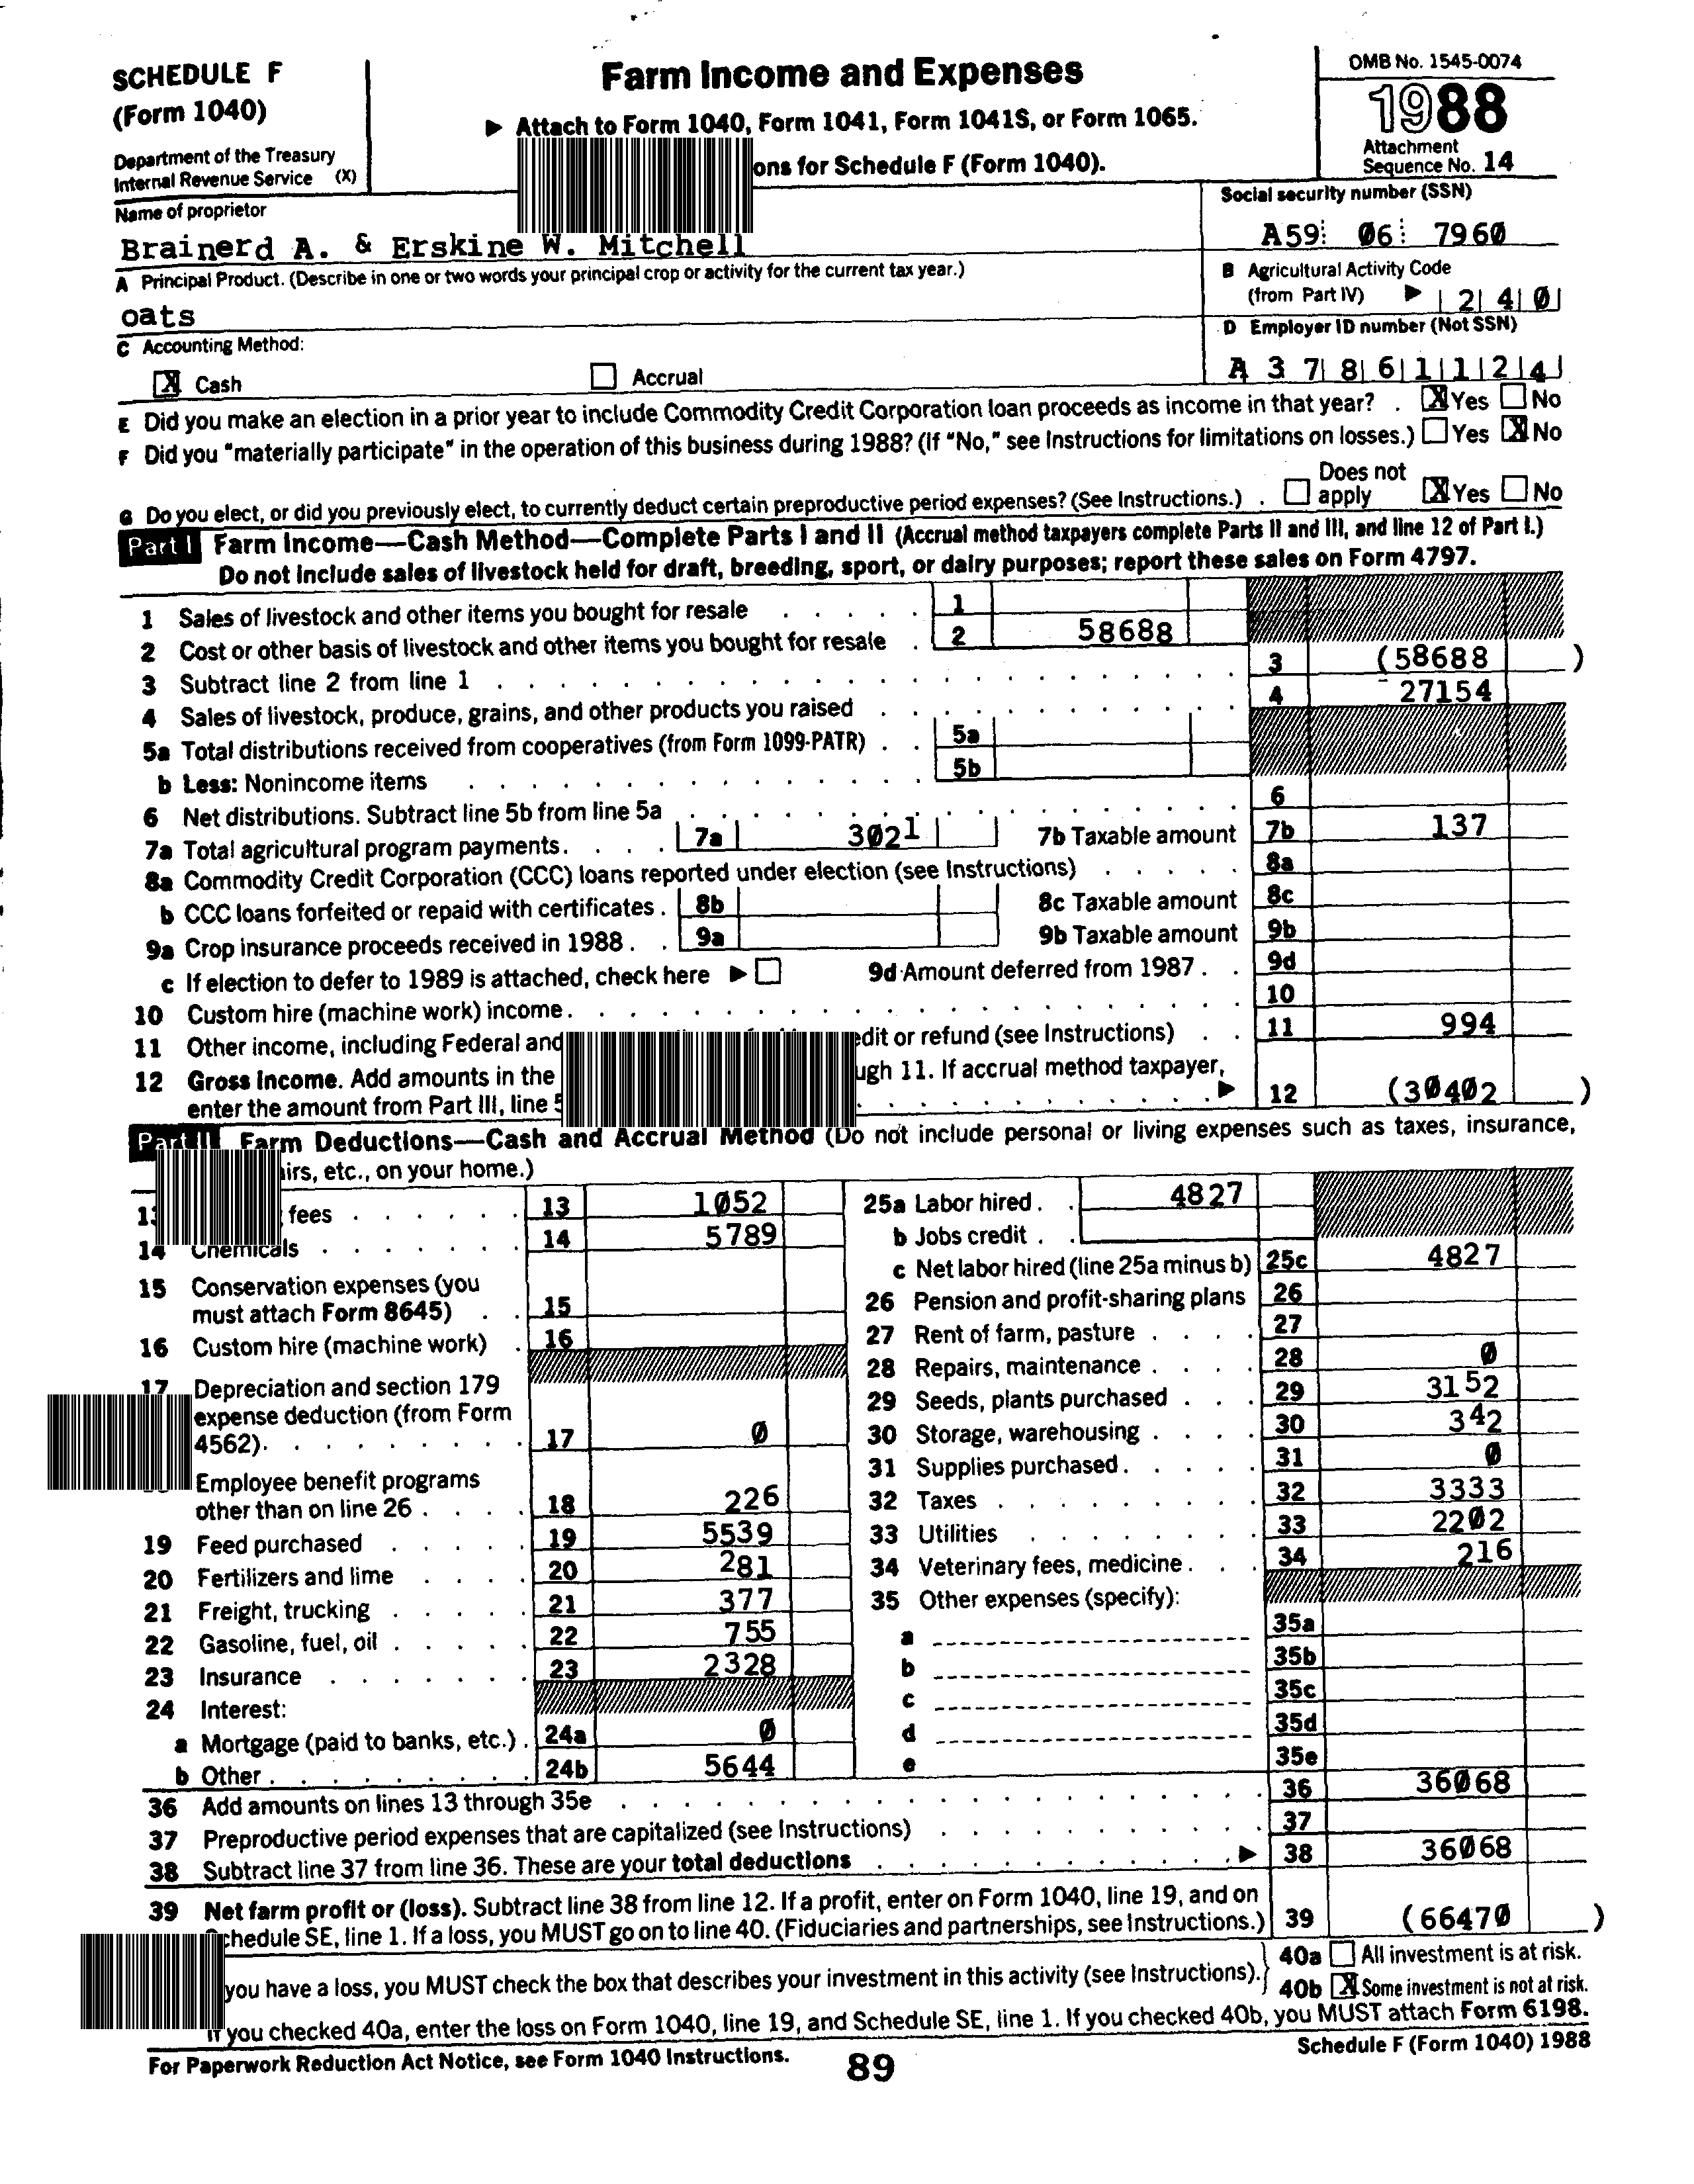 SCHEDULE F
(Form 1040)
Department of the Treasury
Internal Revenue Service (X)
Farm Income and Expenses
▶ Attach to Form 1040, Form 1041, Form 1041S, or Form 1065.
ons for Schedule F (Form 1040).
OMB No. 1545-0074
1988
Attachment
Sequence No. 14
Name of proprietor
Brainerd A. & Erskine W. Mitchell
Social security number (SSN)
A59 06 7960
A Principal Product. (Describe in one or two words your principal crop or activity for the current tax year.)
oats
B Agricultural Activity Code
(from Part IV) ▶ 2 4 0
C Accounting Method:
X Cash Accrual
D Employer ID number (Not SSN)
A 3 7 8 6 1 1 2 4
E Did you make an election in a prior year to include Commodity Credit Corporation loan proceeds as income in that year? . X Yes No
F Did you "materially participate" in the operation of this business during 1988? (If "No," see Instructions for limitations on losses.) Yes X No
G Do you elect, or did you previously elect, to currently deduct certain preproductive period expenses? (See Instructions.) . Does not apply X Yes No
Part I Farm Income—Cash Method—Complete Parts I and II (Accrual method taxpayers complete Parts II and III, and line 12 of Part I.)
Do not include sales of livestock held for draft, breeding, sport, or dairy purposes; report these sales on Form 4797.
1 Sales of livestock and other items you bought for resale 1
2 Cost or other basis of livestock and other items you bought for resale 2 58688
3 Subtract line 2 from line 1 3 (58688 )
4 Sales of livestock, produce, grains, and other products you raised 4 27154
5a Total distributions received from cooperatives (from Form 1099-PATR) 5a
b Less: Nonincome items 5b
6 Net distributions. Subtract line 5b from line 5a 6
7a Total agricultural program payments. 7a 3021 7b Taxable amount 7b 137
8a Commodity Credit Corporation (CCC) loans reported under election (see Instructions) 8a
b CCC loans forfeited or repaid with certificates. 8b 8c Taxable amount 8c
9a Crop insurance proceeds received in 1988. 9a 9b Taxable amount 9b
c If election to defer to 1989 is attached, check here ▶ 9d Amount deferred from 1987. 9d
10 Custom hire (machine work) income. 10
11 Other income, including Federal and edit or refund (see Instructions) 11 994
12 Gross income. Add amounts in the ugh 11. If accrual method taxpayer,
enter the amount from Part III, line 5 ▶ 12 (30402 )
Part II Farm Deductions—Cash and Accrual Method (Do not include personal or living expenses such as taxes, insurance,
irs, etc., on your home.)
13 fees 13 1052
14 Chemicals 14 5789
15 Conservation expenses (you
must attach Form 8645) 15
16 Custom hire (machine work) 16
17 Depreciation and section 179
expense deduction (from Form
4562). 17 0
Employee benefit programs
other than on line 26 18 226
19 Feed purchased 19 5539
20 Fertilizers and lime 20 281
21 Freight, trucking 21 377
22 Gasoline, fuel, oil 22 755
23 Insurance 23 2328
24 Interest:
a Mortgage (paid to banks, etc.) 24a 0
b Other 24b 5644
25a Labor hired 4827
b Jobs credit
c Net labor hired (line 25a minus b) 25c 4827
26 Pension and profit-sharing plans 26
27 Rent of farm, pasture 27
28 Repairs, maintenance 28 0
29 Seeds, plants purchased 29 3152
30 Storage, warehousing 30 342
31 Supplies purchased 31 0
32 Taxes 32 3333
33 Utilities 33 2202
34 Veterinary fees, medicine 34 216
35 Other expenses (specify):
a 35a
b 35b
c 35c
d 35d
e 35e
36 Add amounts on lines 13 through 35e 36 36068
37 Preproductive period expenses that are capitalized (see Instructions) 37
38 Subtract line 37 from line 36. These are your total deductions ▶ 38 36068
39 Net farm profit or (loss). Subtract line 38 from line 12. If a profit, enter on Form 1040, line 19, and on
Schedule SE, line 1. If a loss, you MUST go on to line 40. (Fiduciaries and partnerships, see Instructions.) 39 (66470 )
you have a loss, you MUST check the box that describes your investment in this activity (see Instructions).
40a All investment is at risk.
40b X Some investment is not at risk.
If you checked 40a, enter the loss on Form 1040, line 19, and Schedule SE, line 1. If you checked 40b, you MUST attach Form 6198.
For Paperwork Reduction Act Notice, see Form 1040 Instructions.
89
Schedule F (Form 1040) 1988